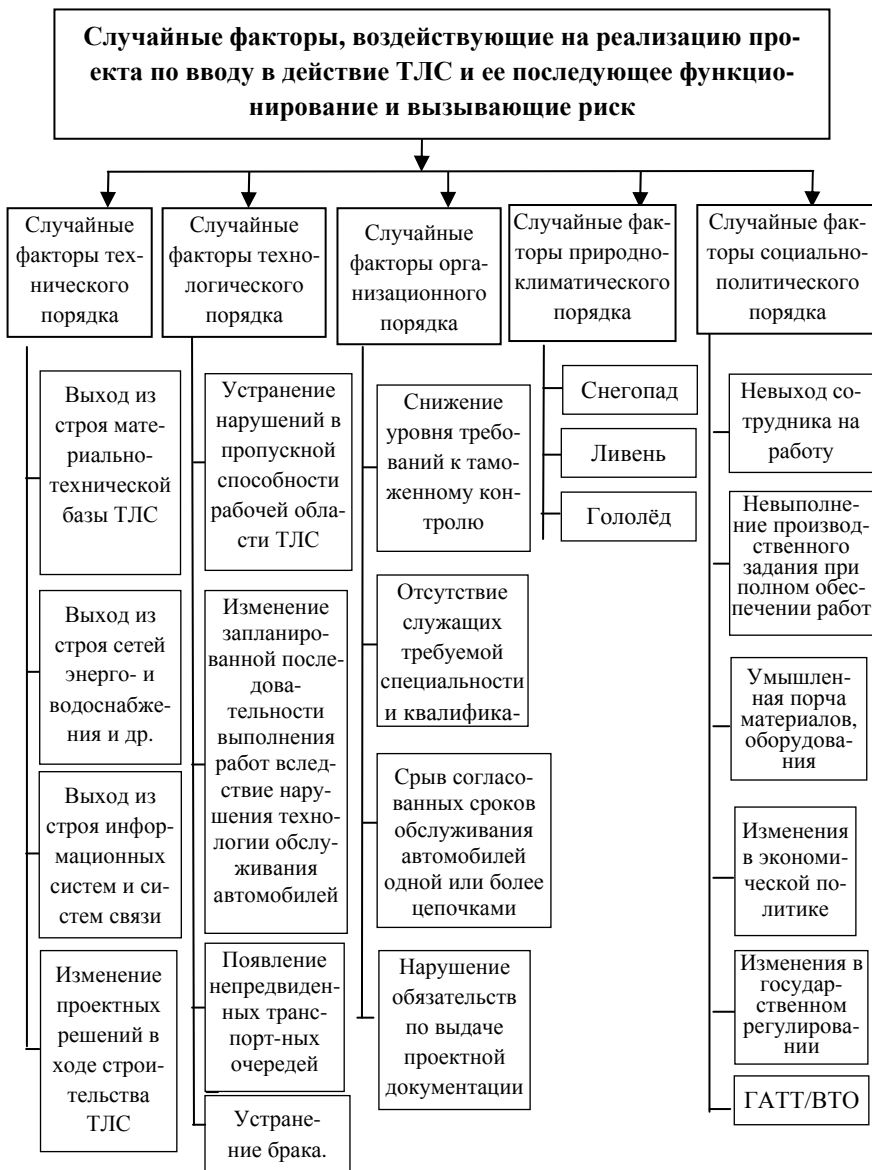 Случайные факторы, воздействующие на реализацию про-
екта по вводу в действие ТЛС и ее последующее функцио-
нирование и вызывающие риск
Случайные
факторы тех-
нического
порядка
Выход из
строя мате-
риально-
технической
базы ТЛС
Выход из
строя сетей
энерго- и
водоснабже-
ния и др.
Выход из
строя инфор-
мационных
систем и си-
стем связи
Изменение
проектных
решений в
ходе строи-
тельства
ТЛС
Случайные
факторы техно-
логического
порядка
Устранение
нарушений в
пропускной
способности
рабочей обла-
сти ТЛС
Изменение
запланиро-
ванной после-
довательности
выполнения
работ вслед-
ствие нару-
шения техно-
логии обслу-
живания
автомобилей
Появление
непредвиден-
ных транс-
порт-ных
очередей
Устране-
ние брака.
Случайные
факторы орга-
низационного
порядка
Снижение
уровня требо-
ваний к тамо-
женному кон-
тролю
Отсутствие
служащих
требуемой
специальности
и квалифика-
Срыв согласо-
ванных сроков
обслуживания
автомобилей
одной или более
цепочками
Нарушение
обязательств
по выдаче
проектной
документации
Случайные фак-
торы природно-
климатического
порядка
Снегопад
Ливень
Гололёд
Случайные фак-
торы социально-
политического
порядка
Невыход со-
трудника на
работу
Невыполне-
ние производ-
ственного
задания при
полном обес-
печении работ
Умышлен-
ная порча
материалов,
оборудова-
ния
Изменения
в экономи-
ческой по-
литике
Изменения в
государ-
ственном
регулирова-
нии
ГАТТ/ВТО